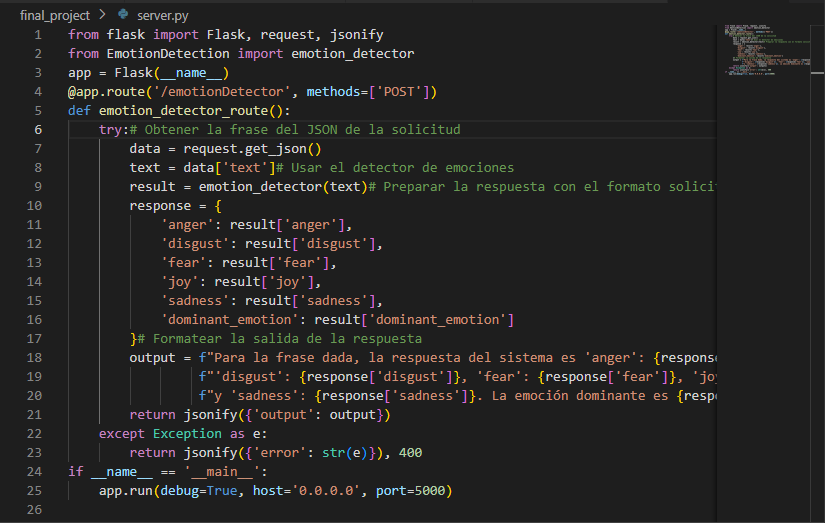 final_project > server.py
1 from flask import Flask, request, jsonify
2 from EmotionDetection import emotion_detector
3 app = Flask(__name__)
4 @app.route('/emotionDetector', methods=['POST'])
5 def emotion_detector_route():
6     try:# Obtener la frase del JSON de la solicitud
7         data = request.get_json()
8         text = data['text']# Usar el detector de emociones
9         result = emotion_detector(text)# Preparar la respuesta con el formato solici
10         response = {
11             'anger': result['anger'],
12             'disgust': result['disgust'],
13             'fear': result['fear'],
14             'joy': result['joy'],
15             'sadness': result['sadness'],
16             'dominant_emotion': result['dominant_emotion']
17         }# Formatear la salida de la respuesta
18         output = f"Para la frase dada, la respuesta del sistema es 'anger': {response
19                  f"'disgust': {response['disgust']}, 'fear': {response['fear']}, 'jo
20                  f"y 'sadness': {response['sadness']}. La emoción dominante es {resp
21         return jsonify({'output': output})
22     except Exception as e:
23         return jsonify({'error': str(e)}), 400
24 if __name__ == '__main__':
25     app.run(debug=True, host='0.0.0.0', port=5000)
26